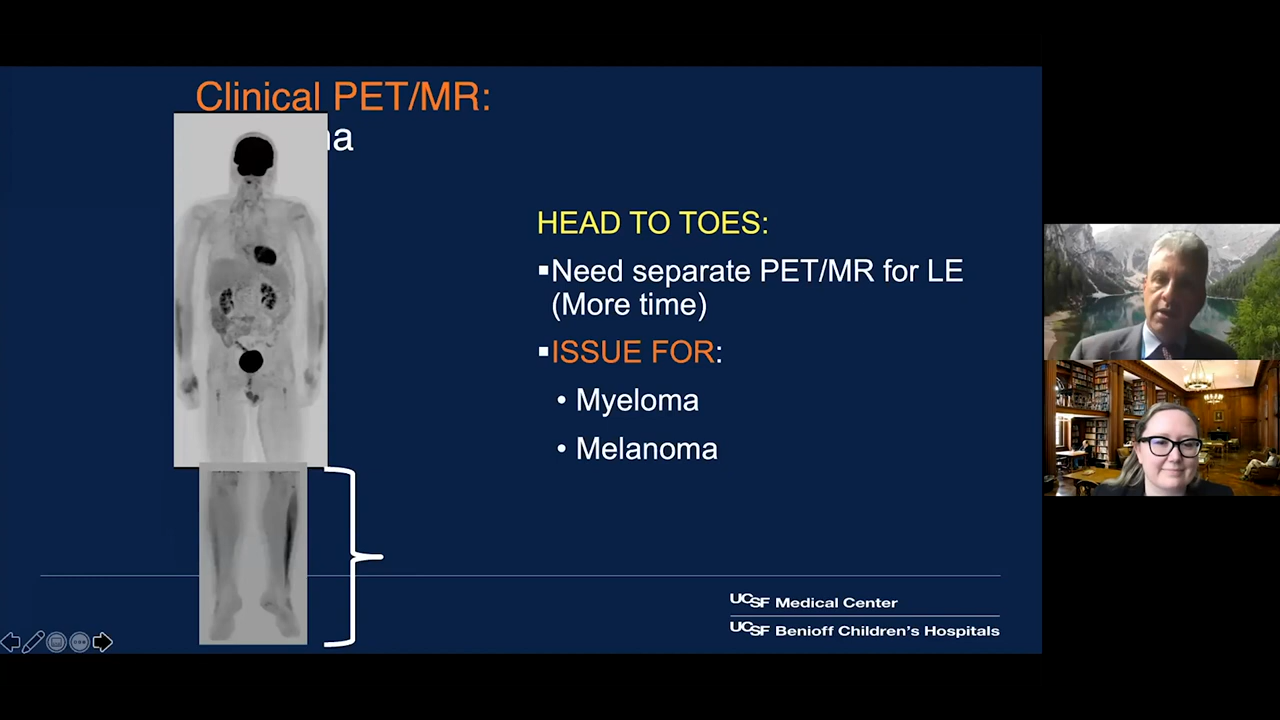 Clinical PET/MR:
HEAD TO TOES:
▪Need separate PET/MR for LE
(More time)
▪ISSUE FOR:
• Myeloma
• Melanoma
UCSF Medical Center
UCSF Benioff Children's Hospitals